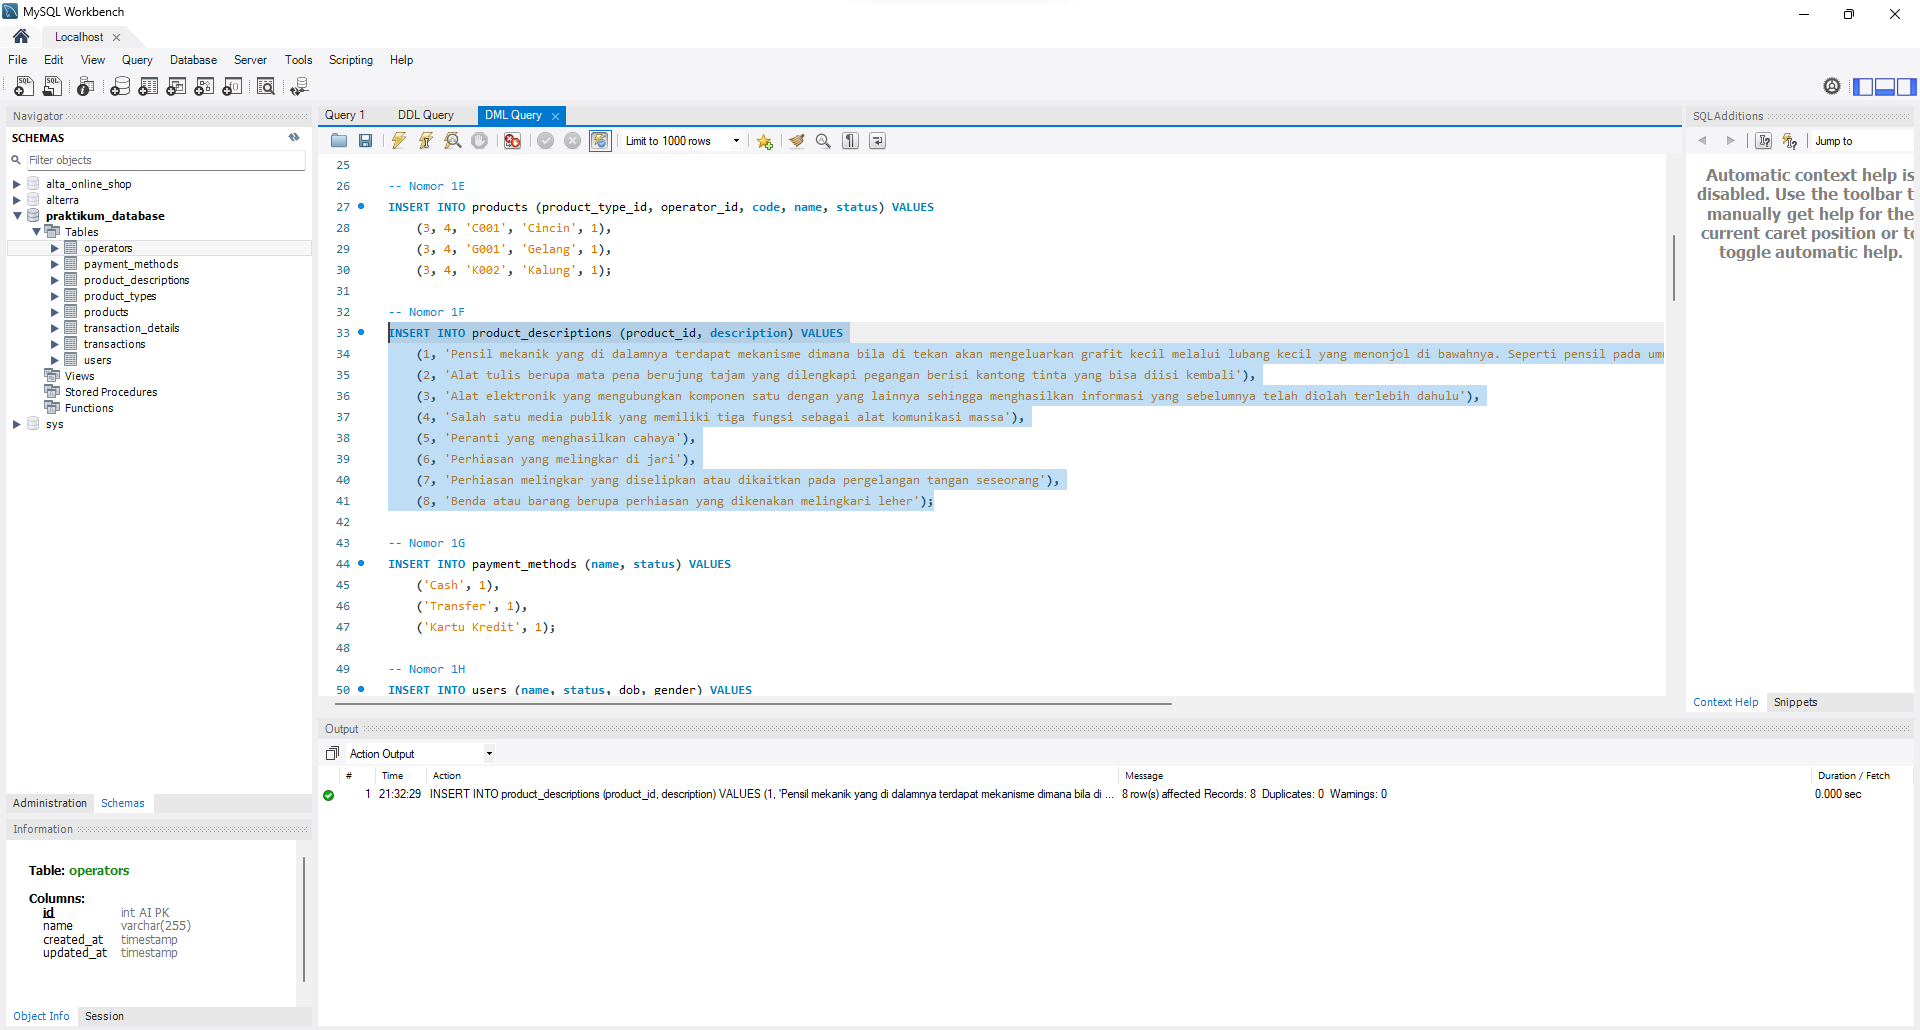 MySQL Workbench
Localhost
File Edit View Query Database Server Tools Scripting Help
Navigator
SCHEMAS
Filter objects
alta_online_shop
alterra
praktikum_database
Tables
operators
payment_methods
product_descriptions
product_types
products
transaction_details
transactions
users
Views
Stored Procedures
Functions
sys
Administration Schemas
Information
Table: operators
Columns:
id int AI PK
name varchar(255)
created_at timestamp
updated_at timestamp
Object Info Session
Query 1 DDL Query DML Query
Limit to 1000 rows
25
26 -- Nomor 1E
27 INSERT INTO products (product_type_id, operator_id, code, name, status) VALUES
28 (3, 4, 'C001', 'Cincin', 1),
29 (3, 4, 'G001', 'Gelang', 1),
30 (3, 4, 'K002', 'Kalung', 1);
31
32 -- Nomor 1F
33 INSERT INTO product_descriptions (product_id, description) VALUES
34 (1, 'Pensil mekanik yang di dalamnya terdapat mekanisme dimana bila di tekan akan mengeluarkan grafit kecil melalui lubang kecil yang menonjol di bawahnya. Seperti pensil pada um
35 (2, 'Alat tulis berupa mata pena berujung tajam yang dilengkapi pegangan berisi kantong tinta yang bisa diisi kembali'),
36 (3, 'Alat elektronik yang mengubungkan komponen satu dengan yang lainnya sehingga menghasilkan informasi yang sebelumnya telah diolah terlebih dahulu'),
37 (4, 'Salah satu media publik yang memiliki tiga fungsi sebagai alat komunikasi massa'),
38 (5, 'Peranti yang menghasilkan cahaya'),
39 (6, 'Perhiasan yang melingkar di jari'),
40 (7, 'Perhiasan melingkar yang diselipkan atau dikaitkan pada pergelangan tangan seseorang'),
41 (8, 'Benda atau barang berupa perhiasan yang dikenakan melingkari leher');
42
43 -- Nomor 1G
44 INSERT INTO payment_methods (name, status) VALUES
45 ('Cash', 1),
46 ('Transfer', 1),
47 ('Kartu Kredit', 1);
48
49 -- Nomor 1H
50 INSERT INTO users (name, status, dob, gender) VALUES
SQLAdditions
Jump to
Automatic context help is
disabled. Use the toolbar t
manually get help for the
current caret position or to
toggle automatic help.
Context Help Snippets
Output
Action Output
# Time Action Message Duration / Fetch
1 21:32:29 INSERT INTO product_descriptions (product_id, description) VALUES (1, 'Pensil mekanik yang di dalamnya terdapat mekanisme dimana bila di ... 8 row(s) affected Records: 8 Duplicates: 0 Warnings: 0 0.000 sec